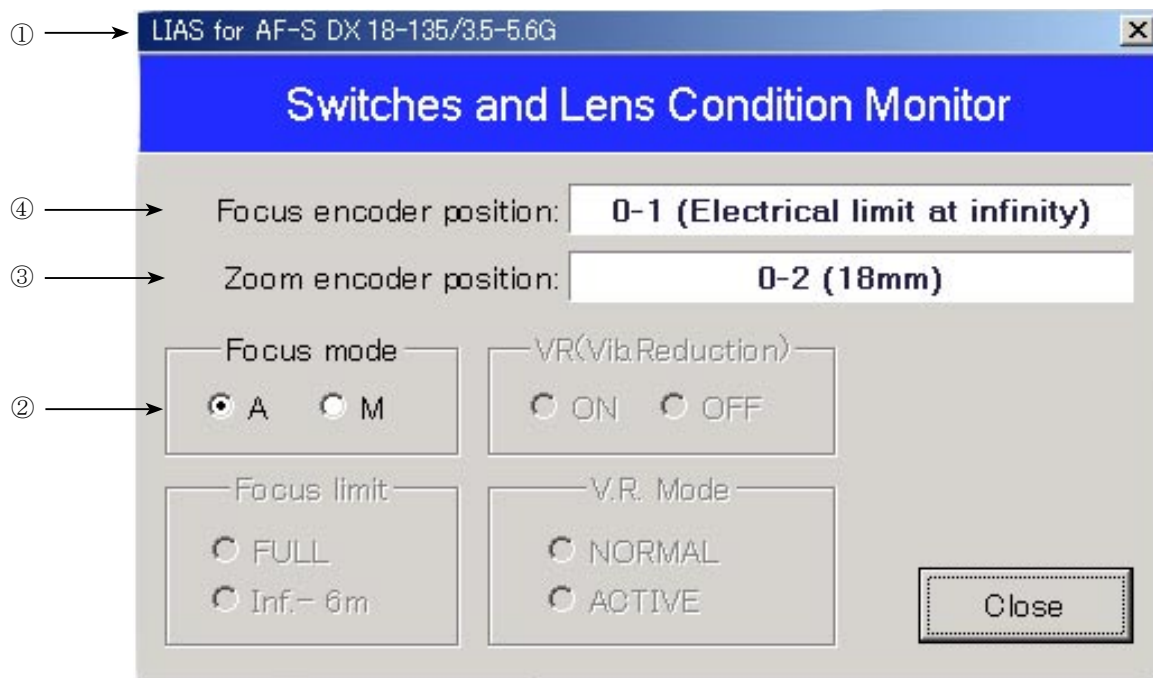 ① LIAS for AF-S DX 18-135/3.5-5.6G
Switches and Lens Condition Monitor
④ Focus encoder position: 0-1 (Electrical limit at infinity)
③ Zoom encoder position: 0-2 (18mm)
Focus mode VR(Vib.Reduction)
② A M ON OFF
Focus limit V.R. Mode
FULL NORMAL
Inf.- 6m ACTIVE
Close